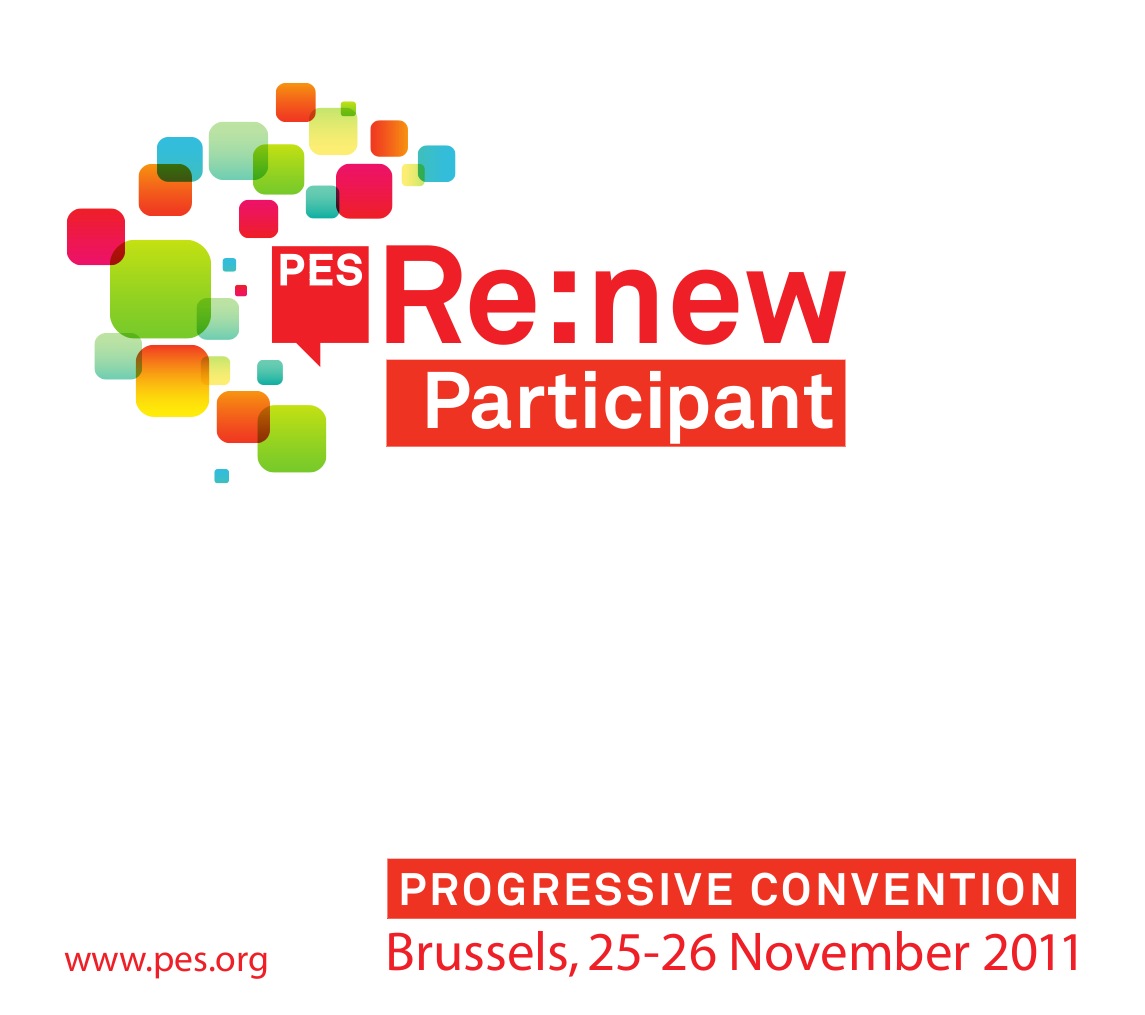 PES
Re:new
Participant
PROGRESSIVE CONVENTION
Brussels, 25-26 November 2011
www.pes.org